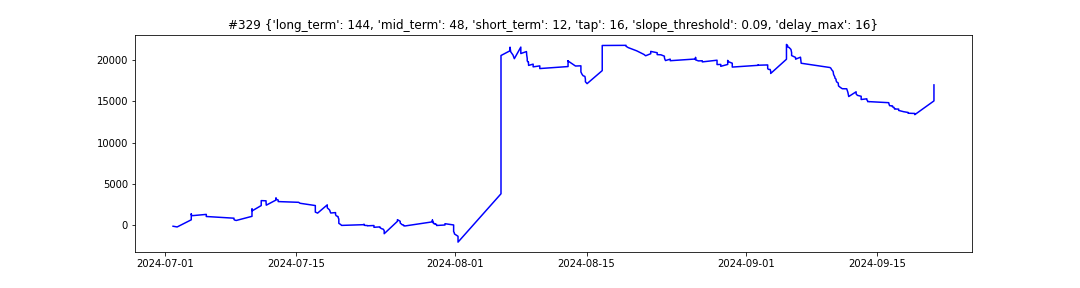 #329 {'long_term': 144, 'mid_term': 48, 'short_term': 12, 'tap': 16, 'slope_threshold': 0.09, 'delay_max': 16}
20000
15000
10000
5000
0
2024-07-01 2024-07-15 2024-08-01 2024-08-15 2024-09-01 2024-09-15